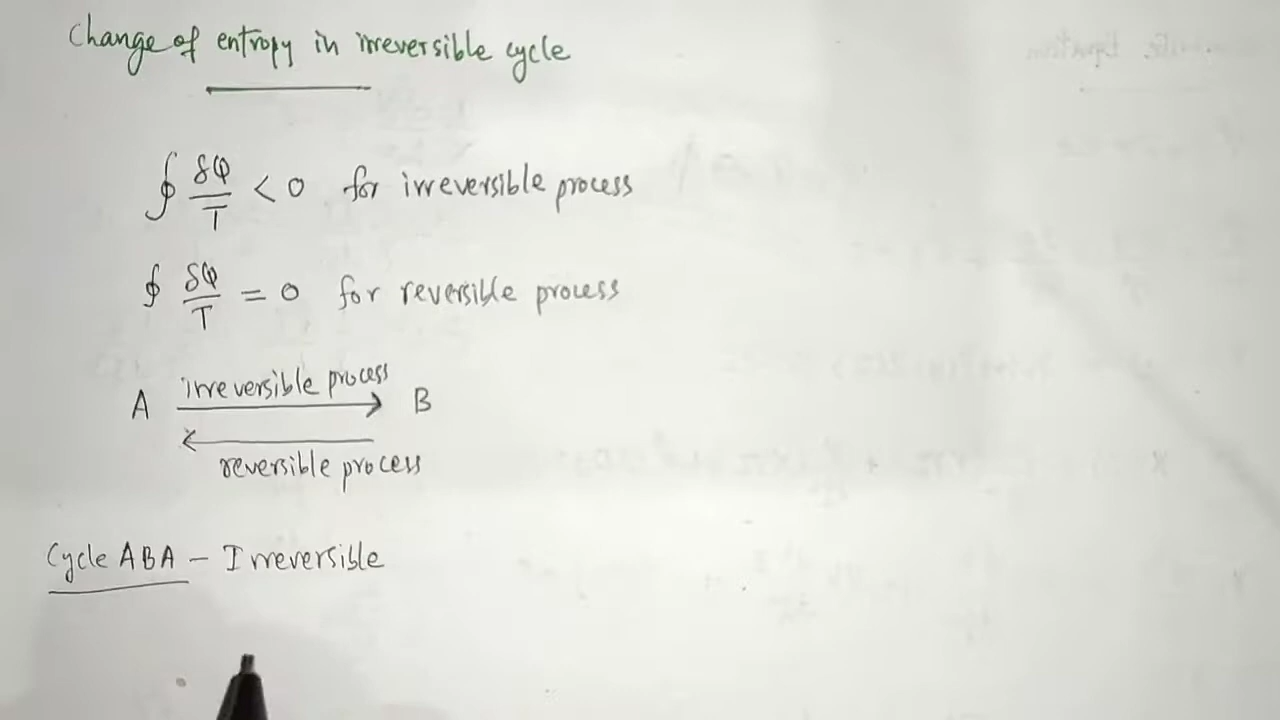 Change of entropy in irreversible cycle
∮ δQ/T < 0 for irreversible process
∮ δQ/T = 0 for reversible process
irreversible process
A → B
←
reversible process
Cycle ABA – Irreversible